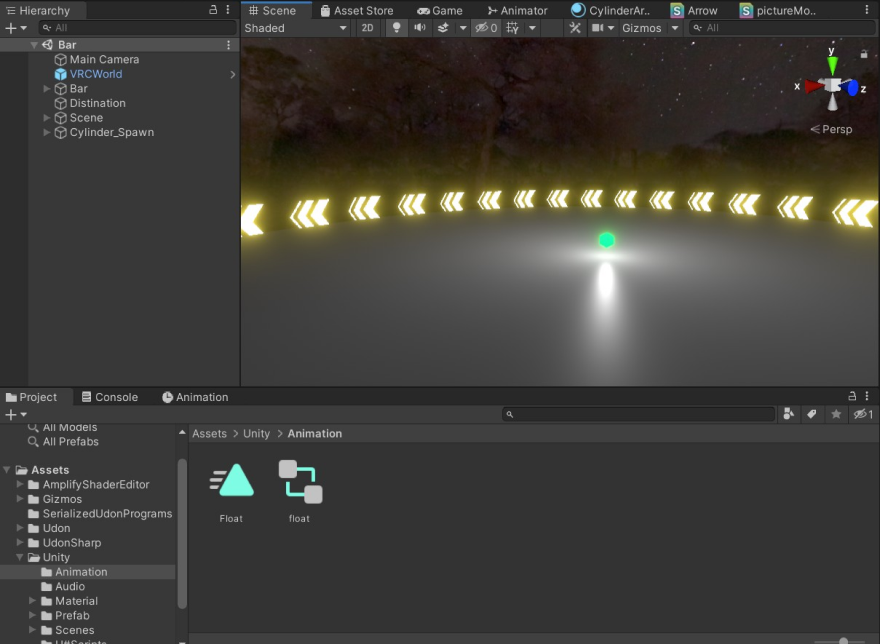 Hierarchy
All
Bar
Main Camera
VRCWorld
Bar
Distination
Scene
Cylinder_Spawn
Scene Asset Store Game Animator CylinderAr.. Arrow pictureMo..
Shaded 2D 0 Gizmos All
y
x z
Persp
Project Console Animation
1
All Models
All Prefabs
Assets
AmplifyShaderEditor
Gizmos
SerializedUdonPrograms
Udon
UdonSharp
Unity
Animation
Audio
Material
Prefab
Scenes
U#Scripts
Assets > Unity > Animation
Float float